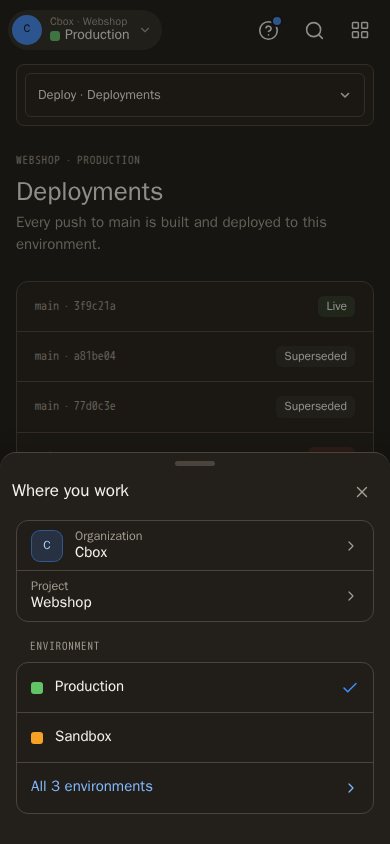 C
Cbox · Webshop
Production
Deploy · Deployments
WEBSHOP · PRODUCTION
Deployments
Every push to main is built and deployed to this
environment.
main · 3f9c21a
Live
main · a81be04
Superseded
main · 77d0c3e
Superseded
Where you work
C
Organization
Cbox
Project
Webshop
ENVIRONMENT
Production
Sandbox
All 3 environments